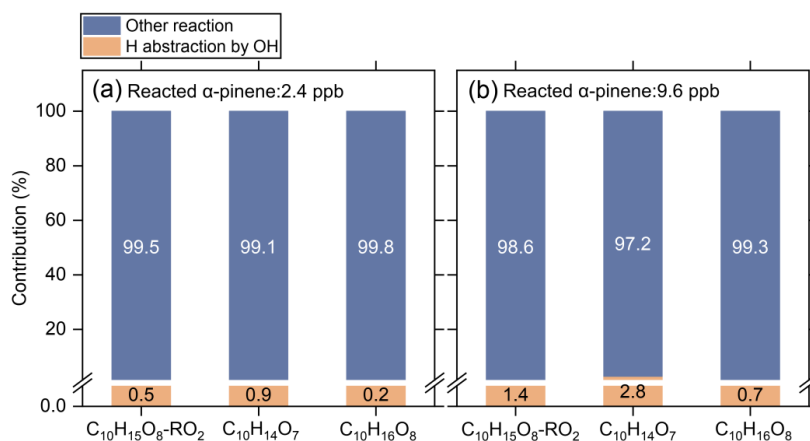 Other reaction
H abstraction by OH
(a) Reacted α-pinene:2.4 ppb
(b) Reacted α-pinene:9.6 ppb
Contribution (%)
100
80
60
40
20
0.0
99.5
99.1
99.8
98.6
97.2
99.3
0.5
0.9
0.2
1.4
2.8
0.7
C₁₀H₁₅O₈-RO₂
C₁₀H₁₄O₇
C₁₀H₁₆O₈
C₁₀H₁₅O₈-RO₂
C₁₀H₁₄O₇
C₁₀H₁₆O₈